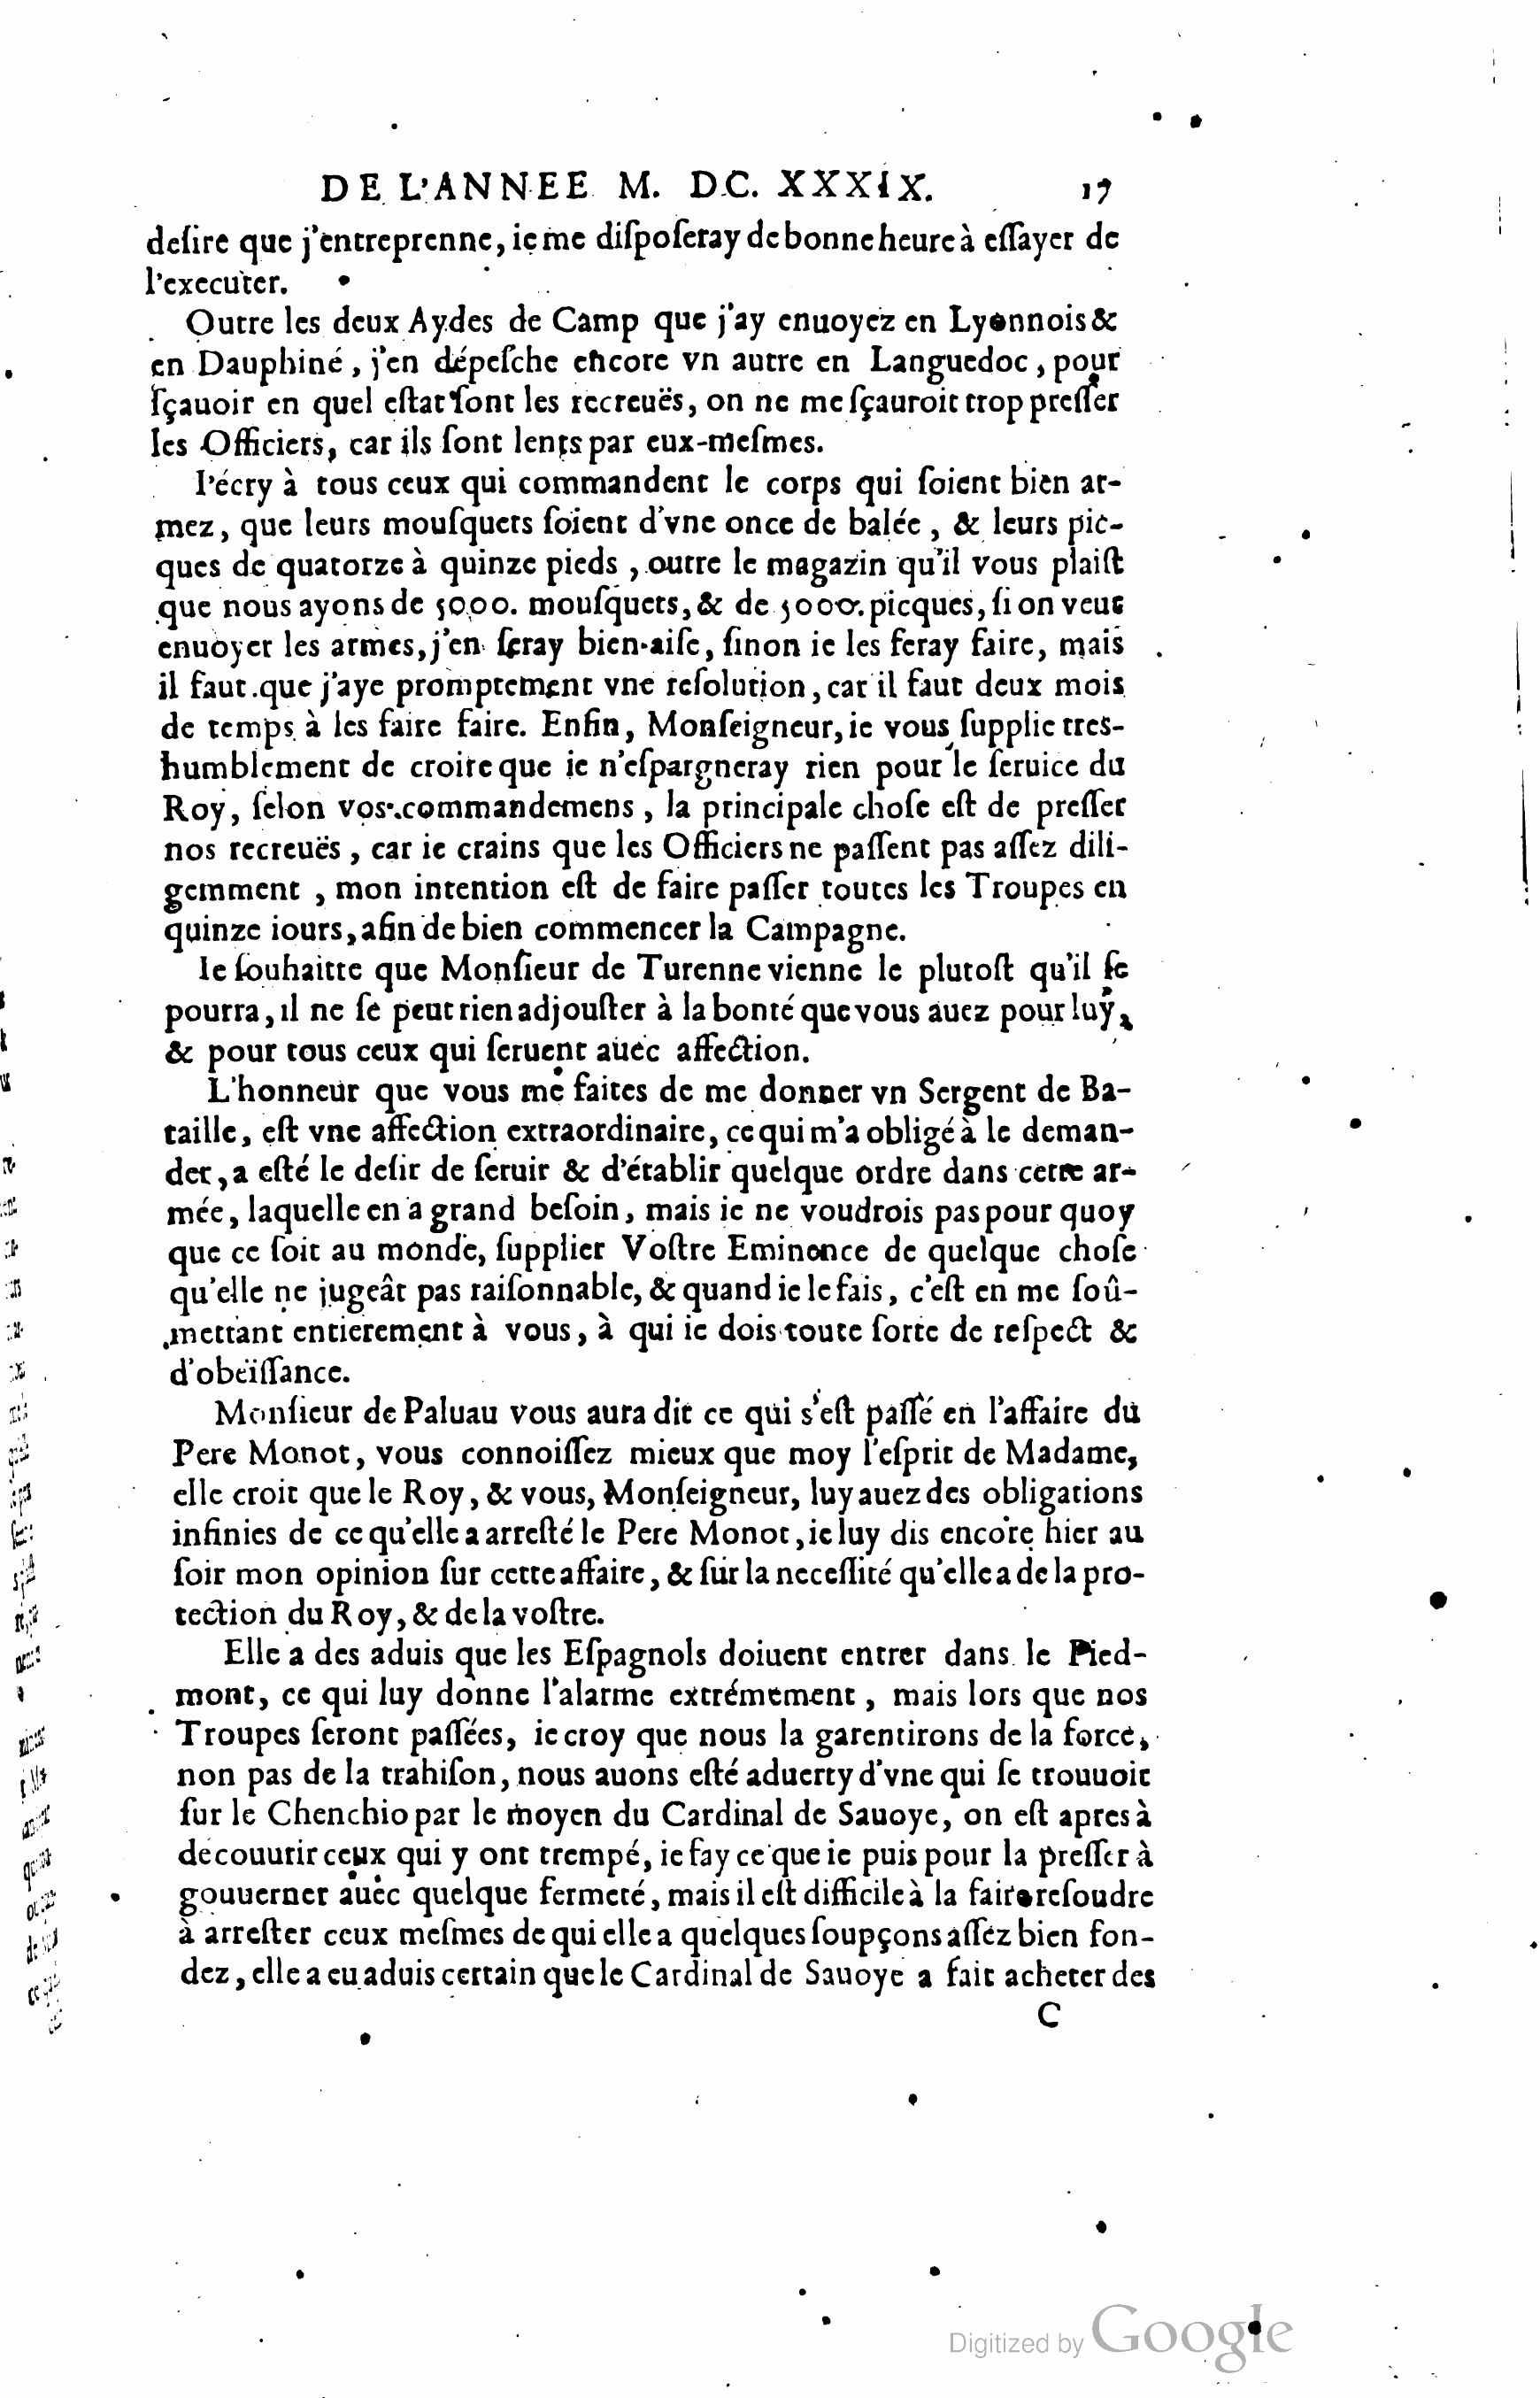 DE L'ANNEE M. DC. XXXIX. 17
deſire que j'entreprenne, ie me diſpoſeray de bonne heure à eſſayer de
l'executer.
Outre les deux Aydes de Camp que j'ay enuoyez en Lyonnois &
en Dauphiné, j'en dépeſche encore vn autre en Languedoc, pour
ſçauoir en quel eſtat ſont les recreuës, on ne me ſçauroit trop preſſer
les Officiers, car ils ſont lents par eux-meſmes.
I'écry à tous ceux qui commandent le corps qui ſoient bien ar-
mez, que leurs mouſquets ſoient d'vne once de balée, & leurs pic-
ques de quatorze à quinze pieds, outre le magazin qu'il vous plaiſt
que nous ayons de 5000. mouſquets, & de 5000. picques, ſi on veut
enuoyer les armes, j'en ſeray bien-aiſe, ſinon ie les feray faire, mais
il faut que j'aye promptement vne reſolution, car il faut deux mois
de temps à les faire faire. Enfin, Monſeigneur, ie vous ſupplie tres-
humblement de croire que ie n'eſpargneray rien pour le ſeruice du
Roy, ſelon vos commandemens, la principale choſe eſt de preſſer
nos recreuës, car ie crains que les Officiers ne paſſent pas aſſez dili-
gemment, mon intention eſt de faire paſſer toutes les Troupes en
quinze iours, afin de bien commencer la Campagne.
Ie ſouhaitte que Monſieur de Turenne vienne le plutoſt qu'il ſe
pourra, il ne ſe peut rien adjouſter à la bonté que vous auez pour luy,
& pour tous ceux qui ſeruent auec affection.
L'honneur que vous me faites de me donner vn Sergent de Ba-
taille, eſt vne affection extraordinaire, ce qui m'a obligé à le deman-
der, a eſté le deſir de ſeruir & d'établir quelque ordre dans cette ar-
mée, laquelle en a grand beſoin, mais ie ne voudrois pas pour quoy
que ce ſoit au monde, ſupplier Voſtre Eminence de quelque choſe
qu'elle ne jugeât pas raiſonnable, & quand ie le fais, c'eſt en me ſoû-
mettant entierement à vous, à qui ie dois toute ſorte de reſpect &
d'obeïſſance.
Monſieur de Paluau vous aura dit ce qui s'eſt paſſé en l'affaire du
Pere Monot, vous connoiſſez mieux que moy l'eſprit de Madame,
elle croit que le Roy, & vous, Monſeigneur, luy auez des obligations
infinies de ce qu'elle a arreſté le Pere Monot, ie luy dis encore hier au
ſoir mon opinion ſur cette affaire, & ſur la neceſſité qu'elle a de la pro-
tection du Roy, & de la voſtre.
Elle a des aduis que les Eſpagnols doiuent entrer dans le Pied-
mont, ce qui luy donne l'alarme extrémement, mais lors que nos
Troupes ſeront paſſées, ie croy que nous la garentirons de la force,
non pas de la trahiſon, nous auons eſté aduerty d'vne qui ſe trouuoit
ſur le Chenchio par le moyen du Cardinal de Sauoye, on eſt apres à
découurir ceux qui y ont trempé, ie fay ce que ie puis pour la preſſer à
gouuerner auec quelque fermeté, mais il eſt difficile à la faire reſoudre
à arreſter ceux meſmes de qui elle a quelques ſoupçons aſſez bien fon-
dez, elle a eu aduis certain que le Cardinal de Sauoye a fait acheter des
C
Digitized by Google